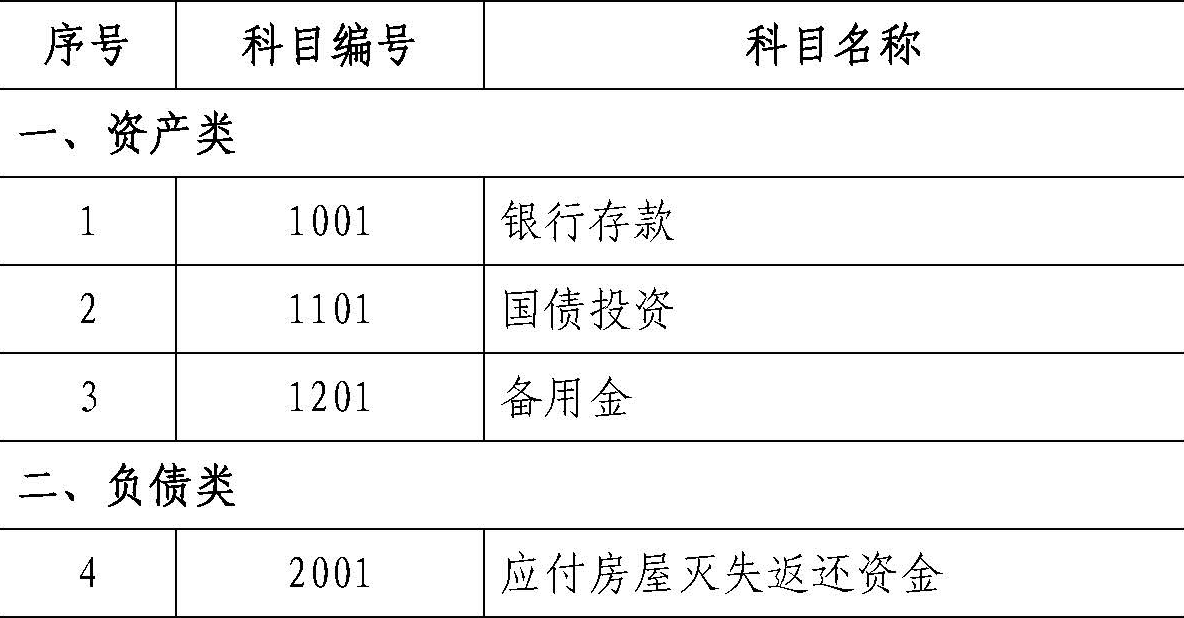 序号 科目编号 科目名称
一、资产类
1 1001 银行存款
2 1101 国债投资
3 1201 备用金
二、负债类
4 2001 应付房屋灭失返还资金